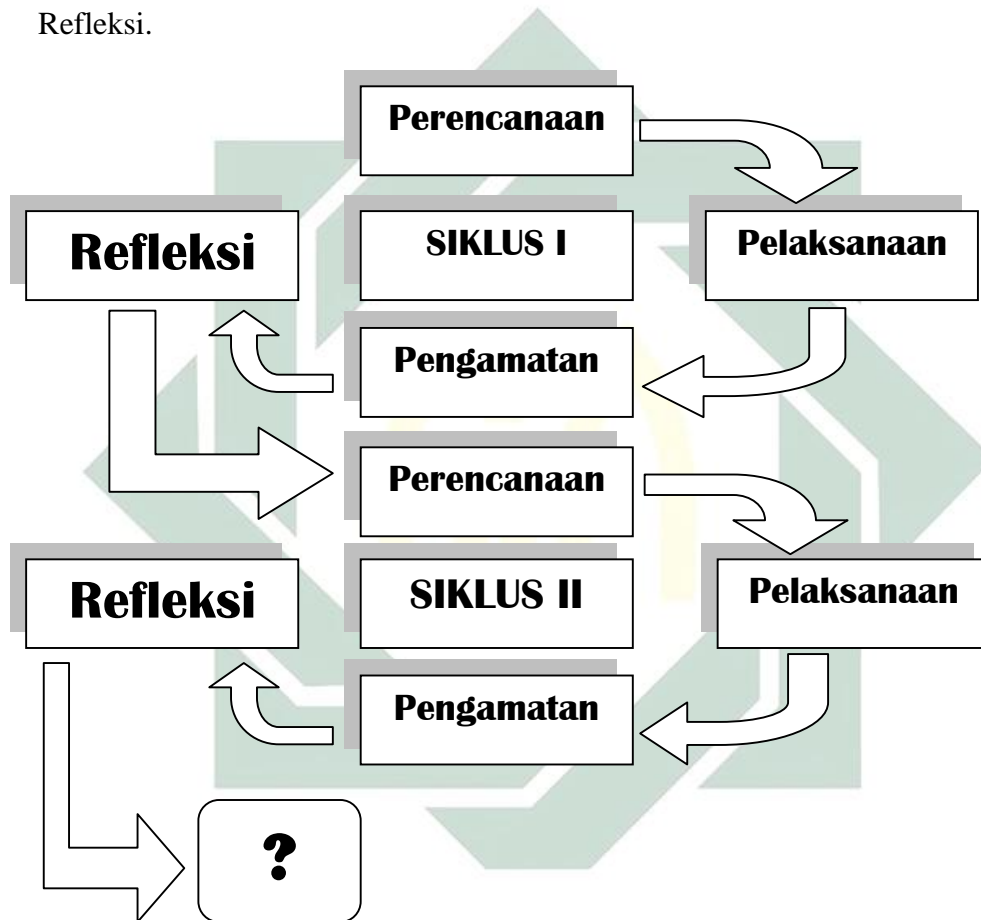 Refleksi.
Perencanaan
Refleksi
SIKLUS I
Pelaksanaan
Pengamatan
Perencanaan
Refleksi
SIKLUS II
Pelaksanaan
Pengamatan
?